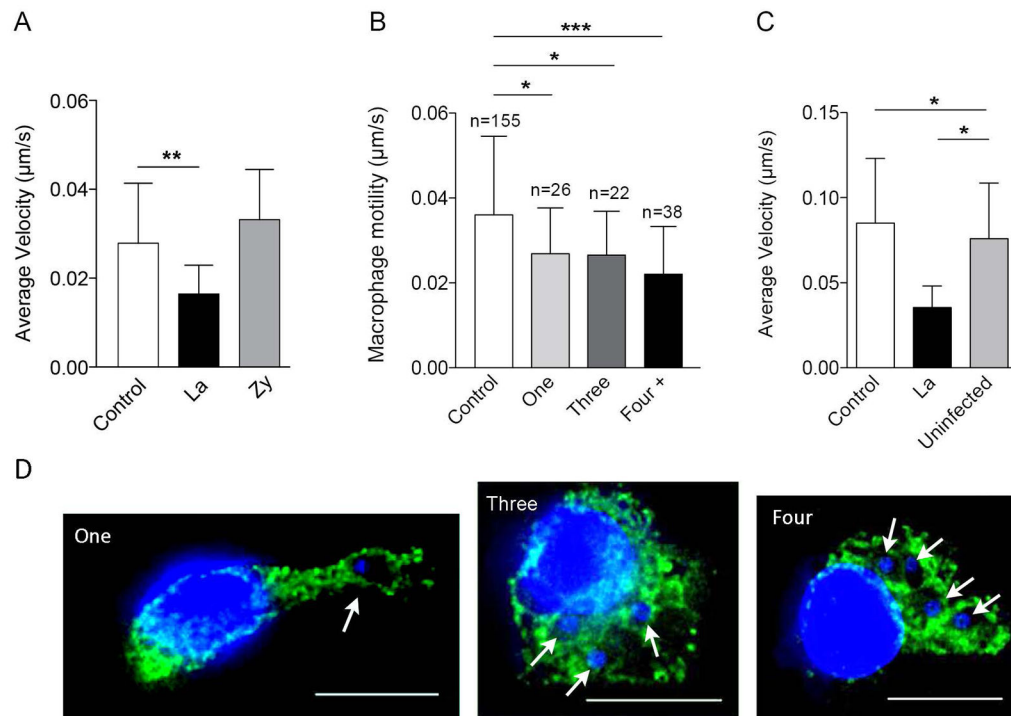 A
Average Velocity (µm/s)
0.06
0.04
0.02
0.00
**
Control
La
Zy
B
Macrophage motility (µm/s)
0.06
0.04
0.02
0.00
***
*
*
n=155
n=26
n=22
n=38
Control
One
Three
Four +
C
Average Velocity (µm/s)
0.15
0.10
0.05
0.00
*
*
Control
La
Uninfected
D
One
Three
Four